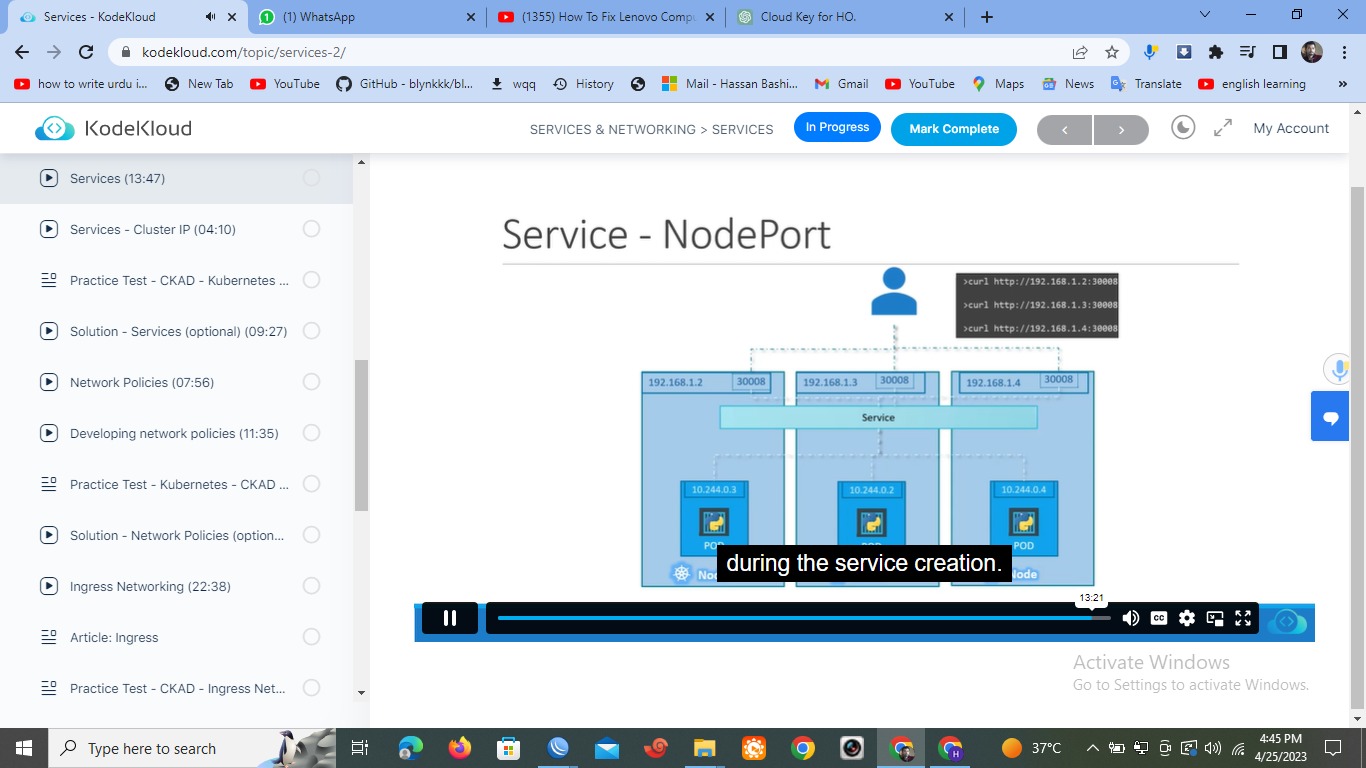 Services - KodeKloud
(1) WhatsApp
(1355) How To Fix Lenovo Compu
Cloud Key for HO.
kodekloud.com/topic/services-2/
how to write urdu i...
New Tab
YouTube
GitHub - blynkkk/bl...
wqq
History
Mail - Hassan Bashi...
Gmail
YouTube
Maps
News
Translate
english learning
»
KodeKloud
SERVICES & NETWORKING > SERVICES
In Progress
Mark Complete
My Account
Services (13:47)
Services - Cluster IP (04:10)
Practice Test - CKAD - Kubernetes ...
Solution - Services (optional) (09:27)
Network Policies (07:56)
Developing network policies (11:35)
Practice Test - Kubernetes - CKAD ...
Solution - Network Policies (option...
Ingress Networking (22:38)
Article: Ingress
Practice Test - CKAD - Ingress Net...
Service - NodePort
>curl http://192.168.1.2:30008
>curl http://192.168.1.3:30008
>curl http://192.168.1.4:30008
192.168.1.2 30008
192.168.1.3 30008
192.168.1.4 30008
Service
10.244.0.3
10.244.0.2
10.244.0.4
POD
during the service creation.
Node
13:21
CC
Activate Windows
Go to Settings to activate Windows.
Type here to search
37°C
4:45 PM
4/25/2023